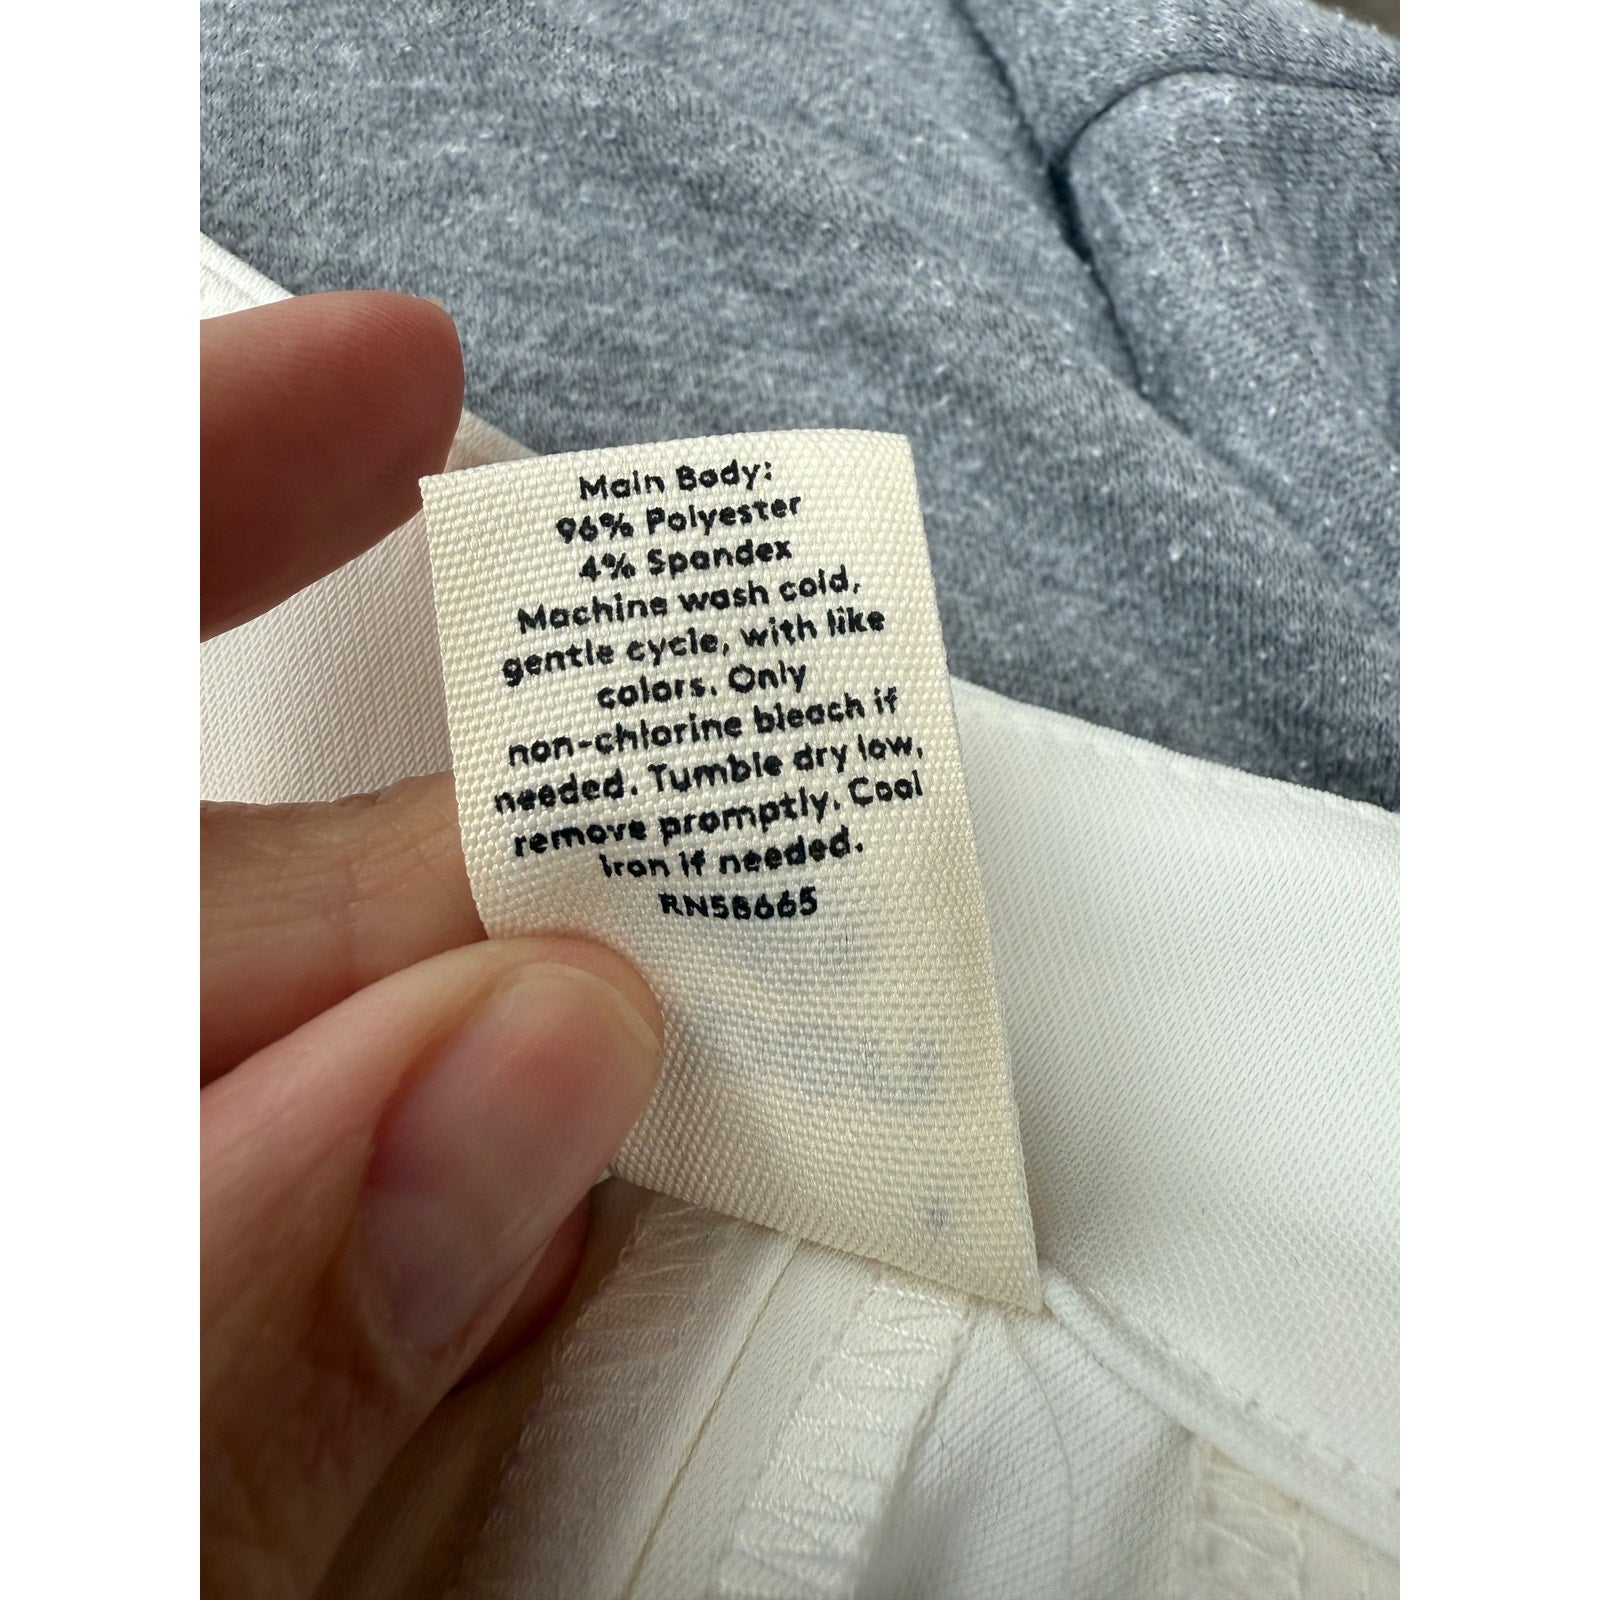 Main Body:
96% Polyester
4% Spandex
Machine wash cold,
gentle cycle, with like
colors. Only
non-chlorine bleach if
needed. Tumble dry low,
remove promptly. Cool
Iron if needed.
RN58665